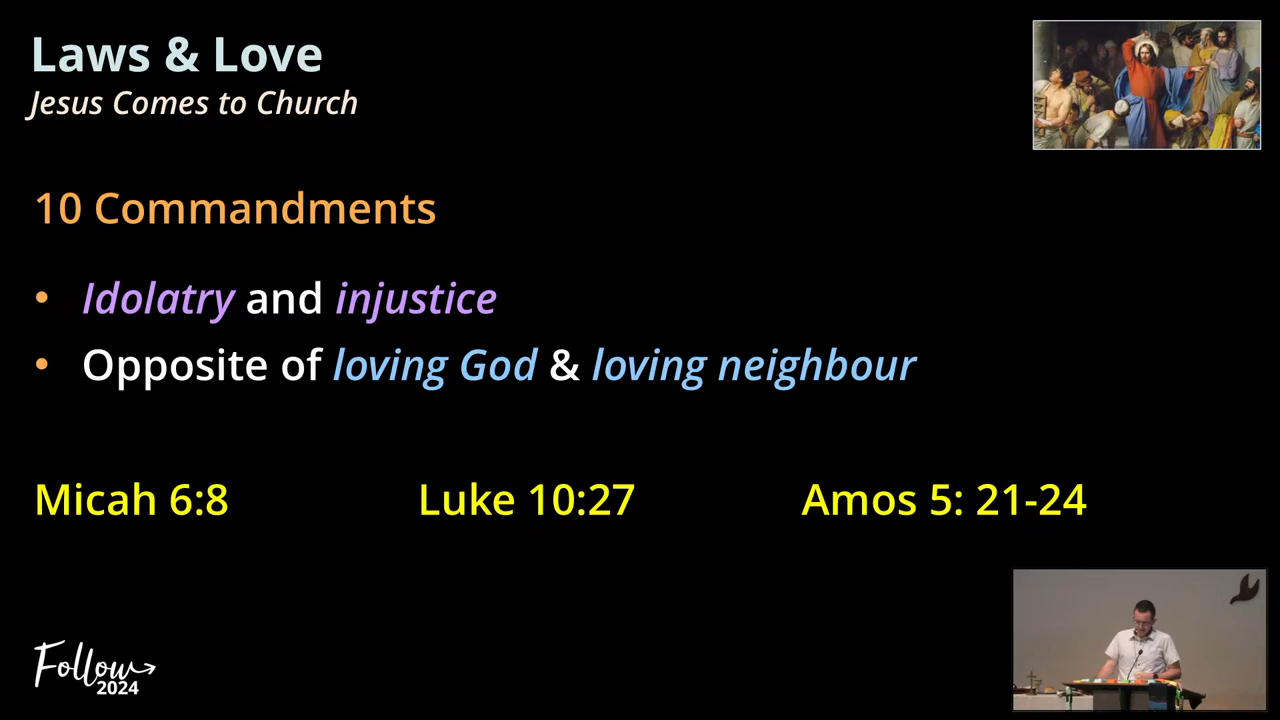 Laws & Love
Jesus Comes to Church
10 Commandments
• Idolatry and injustice
• Opposite of loving God & loving neighbour
Micah 6:8 Luke 10:27 Amos 5: 21-24
Follow
2024